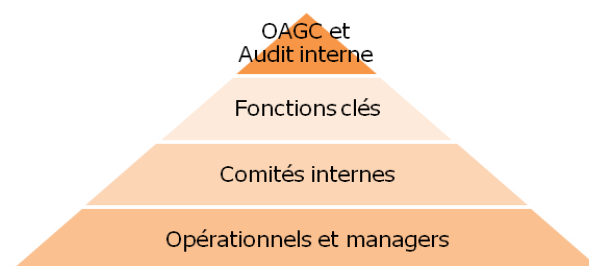 OAGC et
Audit interne
Fonctions clés
Comités internes
Opérationnels et managers